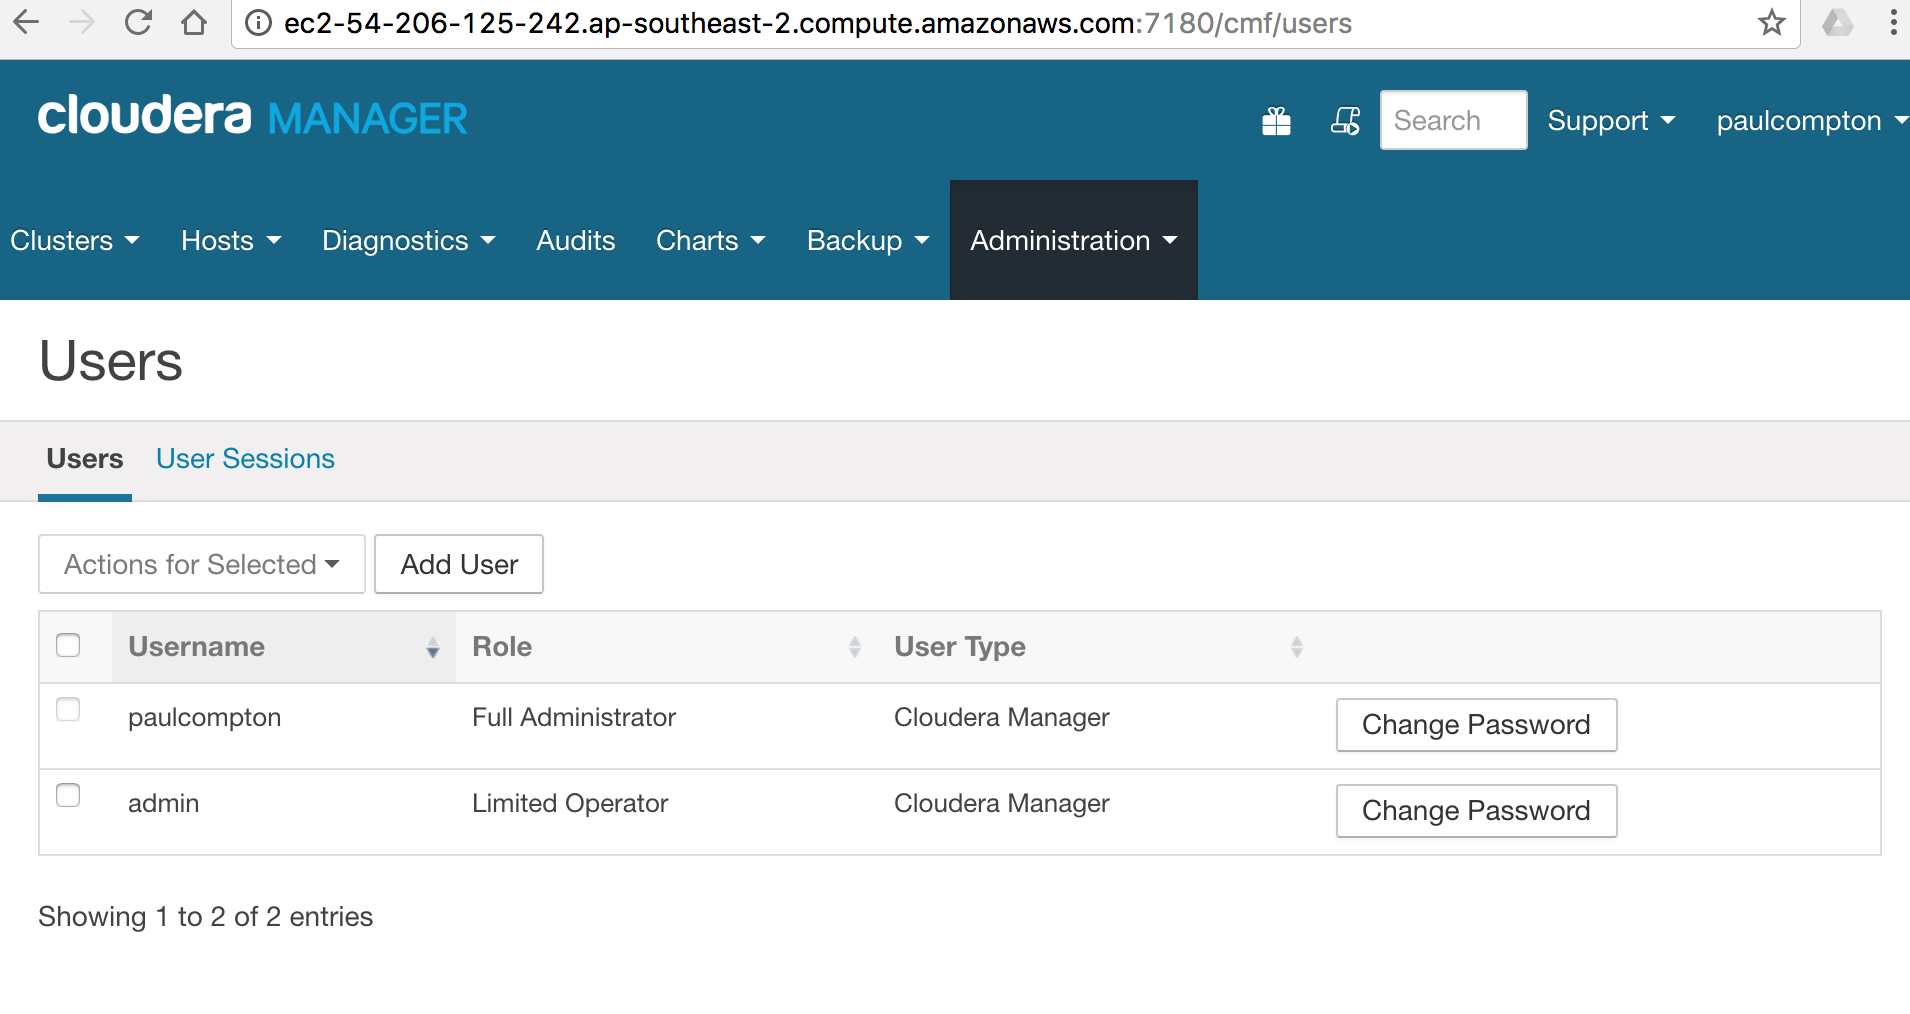 ec2-54-206-125-242.ap-southeast-2.compute.amazonaws.com:7180/cmf/users
cloudera MANAGER
Search
Support
paulcompton
Clusters Hosts Diagnostics Audits Charts Backup Administration
Users
Users User Sessions
Actions for Selected Add User
Username Role User Type
paulcompton Full Administrator Cloudera Manager Change Password
admin Limited Operator Cloudera Manager Change Password
Showing 1 to 2 of 2 entries